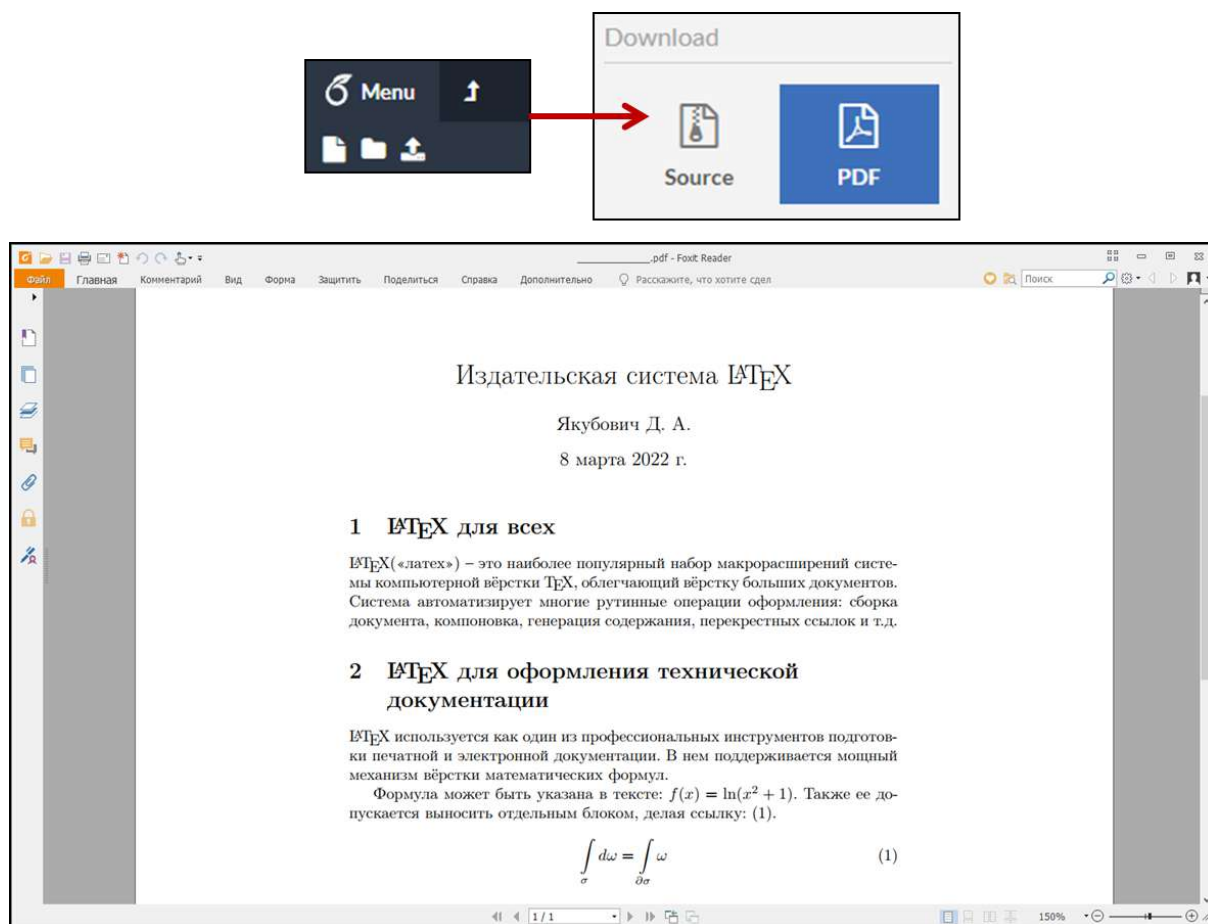 Download
Menu
Source
PDF
_____________.pdf - Foxit Reader
Файл Главная Комментарий Вид Форма Защитить Поделиться Справка Дополнительно Расскажите, что хотите сдел Поиск
Издательская система LATEX
Якубович Д. А.
8 марта 2022 г.
1 LATEX для всех
LATEX(«латех») – это наиболее популярный набор макрорасширений систе-
мы компьютерной вёрстки TEX, облегчающий вёрстку больших документов.
Система автоматизирует многие рутинные операции оформления: сборка
документа, компоновка, генерация содержания, перекрестных ссылок и т.д.
2 LATEX для оформления технической
документации
LATEX используется как один из профессиональных инструментов подготов-
ки печатной и электронной документации. В нем поддерживается мощный
механизм вёрстки математических формул.
Формула может быть указана в тексте: f(x) = ln(x² + 1). Также ее до-
пускается выносить отдельным блоком, делая ссылку: (1).
∫σ dω = ∫∂σ ω (1)
1 / 1 150%